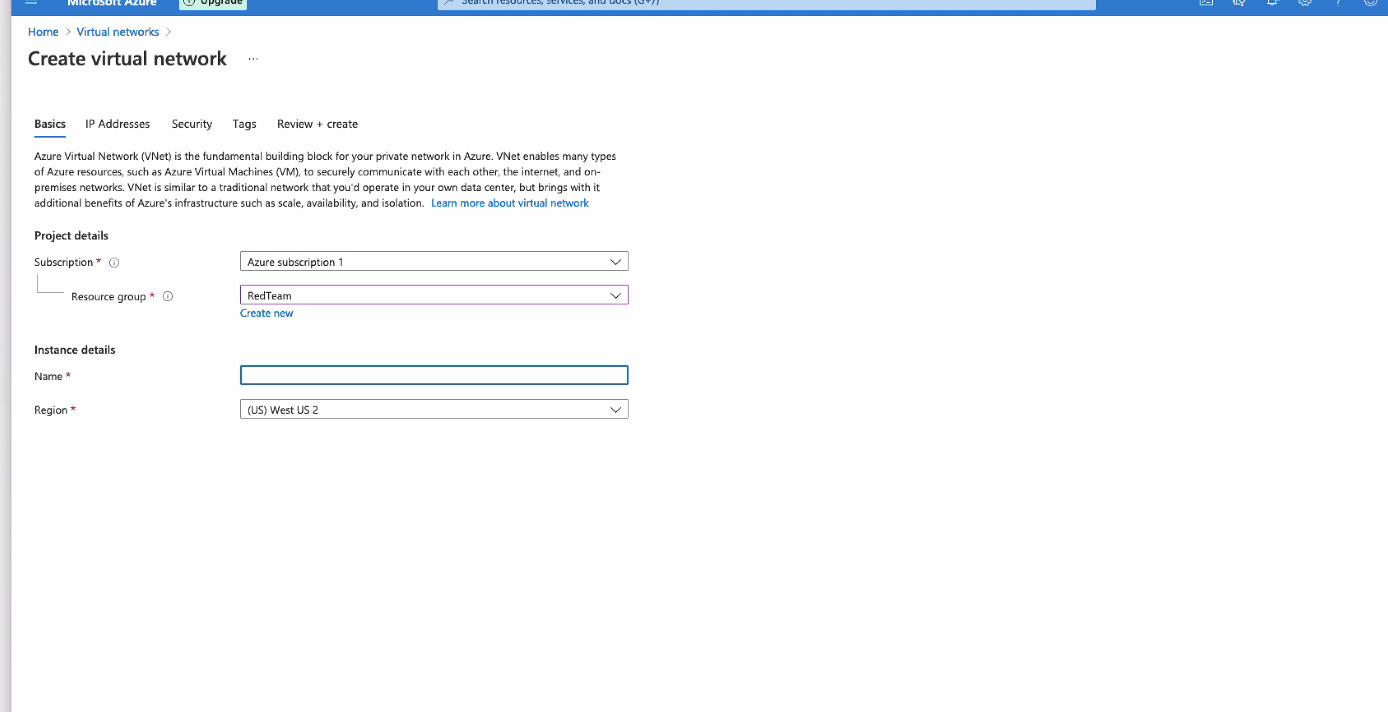 Microsoft Azure
Upgrade
Search resources, services, and docs (G+/)
Home > Virtual networks >
Create virtual network ...
Basics IP Addresses Security Tags Review + create
Azure Virtual Network (VNet) is the fundamental building block for your private network in Azure. VNet enables many types
of Azure resources, such as Azure Virtual Machines (VM), to securely communicate with each other, the internet, and on-
premises networks. VNet is similar to a traditional network that you'd operate in your own data center, but brings with it
additional benefits of Azure's infrastructure such as scale, availability, and isolation. Learn more about virtual network
Project details
Subscription * Azure subscription 1
Resource group * RedTeam
Create new
Instance details
Name *
Region * (US) West US 2